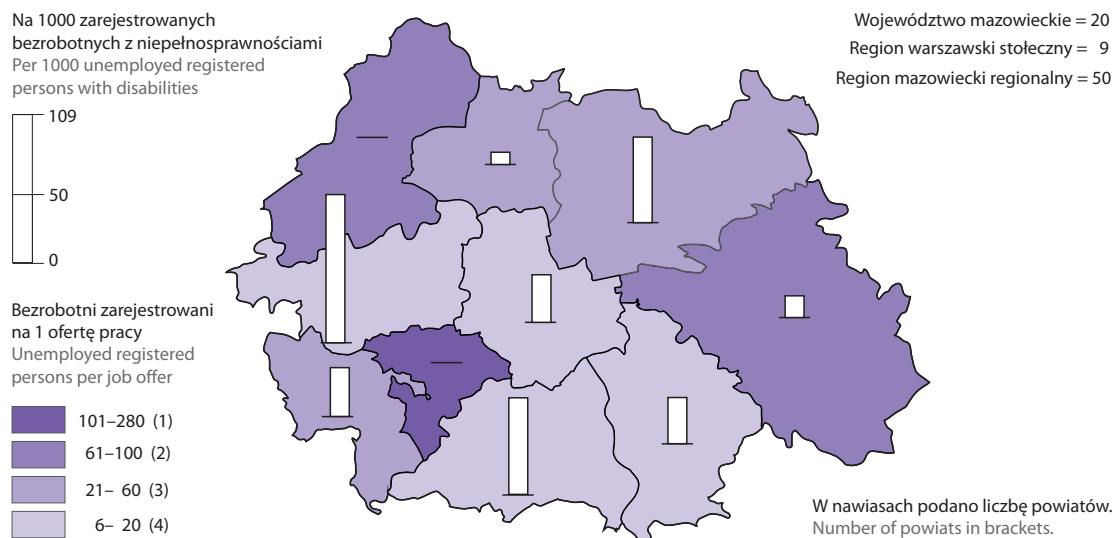 Na 1000 zarejestrowanych
bezrobotnych z niepełnosprawnościami
Per 1000 unemployed registered
persons with disabilities
109
50
0
Bezrobotni zarejestrowani
na 1 ofertę pracy
Unemployed registered
persons per job offer
101–280 (1)
61–100 (2)
21– 60 (3)
6– 20 (4)
Województwo mazowieckie = 20
Region warszawski stołeczny = 9
Region mazowiecki regionalny = 50
W nawiasach podano liczbę powiatów.
Number of powiats in brackets.